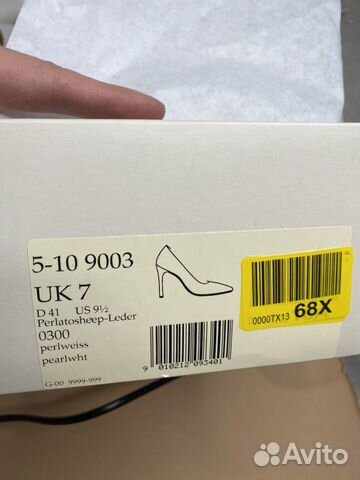 5-10 9003
UK 7
D 41 US 9½
Perlatosheep-Leder
0300
perlweiss
pearlwht
G-00 9999-999
9 010212 093401
0000TX13 68X
Avito